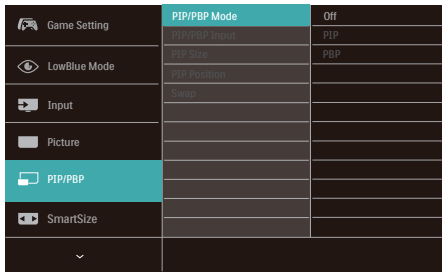 Game Setting
LowBlue Mode
Input
Picture
PIP/PBP
SmartSize
PIP/PBP Mode
PIP/PBP Input
PIP Size
PIP Position
Swap
Off
PIP
PBP